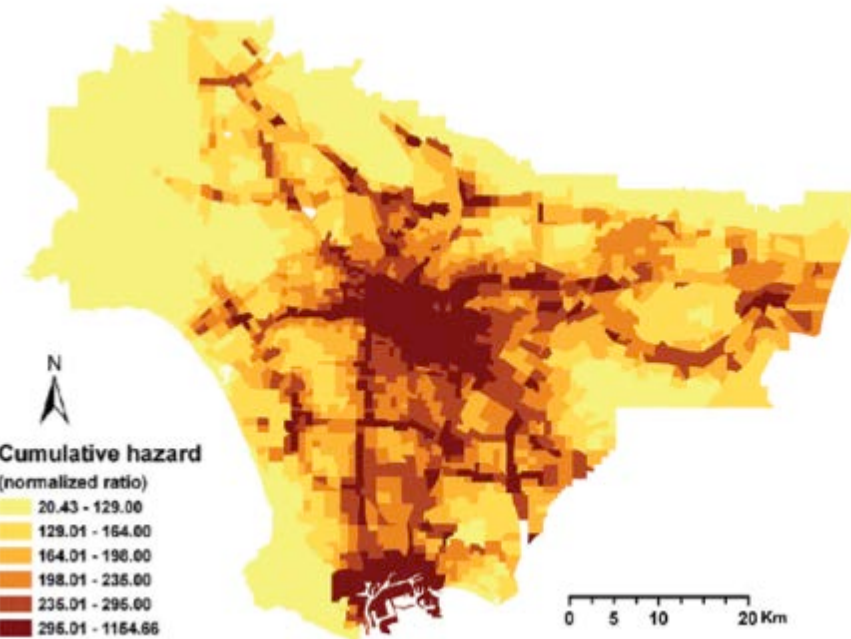 N
Cumulative hazard
(normalized ratio)
20.43 - 129.00
129.01 - 164.00
164.01 - 198.00
198.01 - 235.00
235.01 - 295.00
295.01 - 1154.66
0 5 10 20 Km